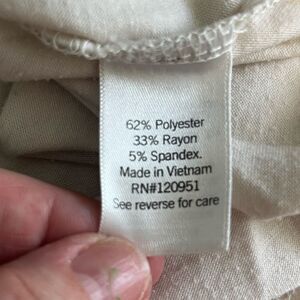 62% Polyester
33% Rayon
5% Spandex.
Made in Vietnam
RN#120951
See reverse for care